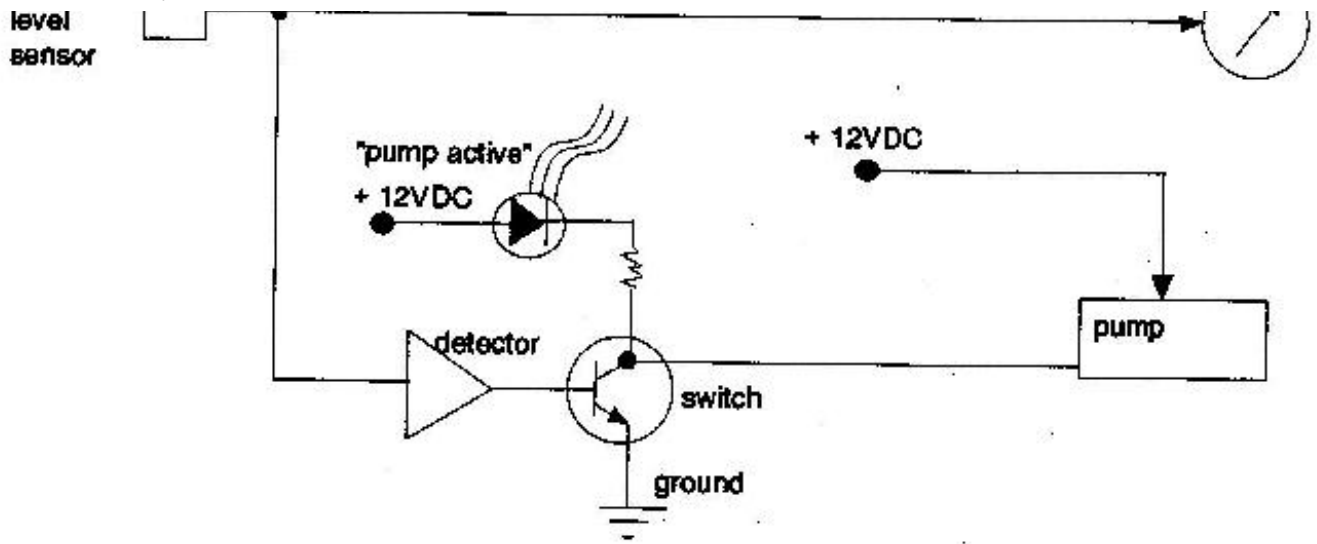 level
sensor
"pump active"
+ 12VDC
+ 12VDC
detector
pump
switch
ground